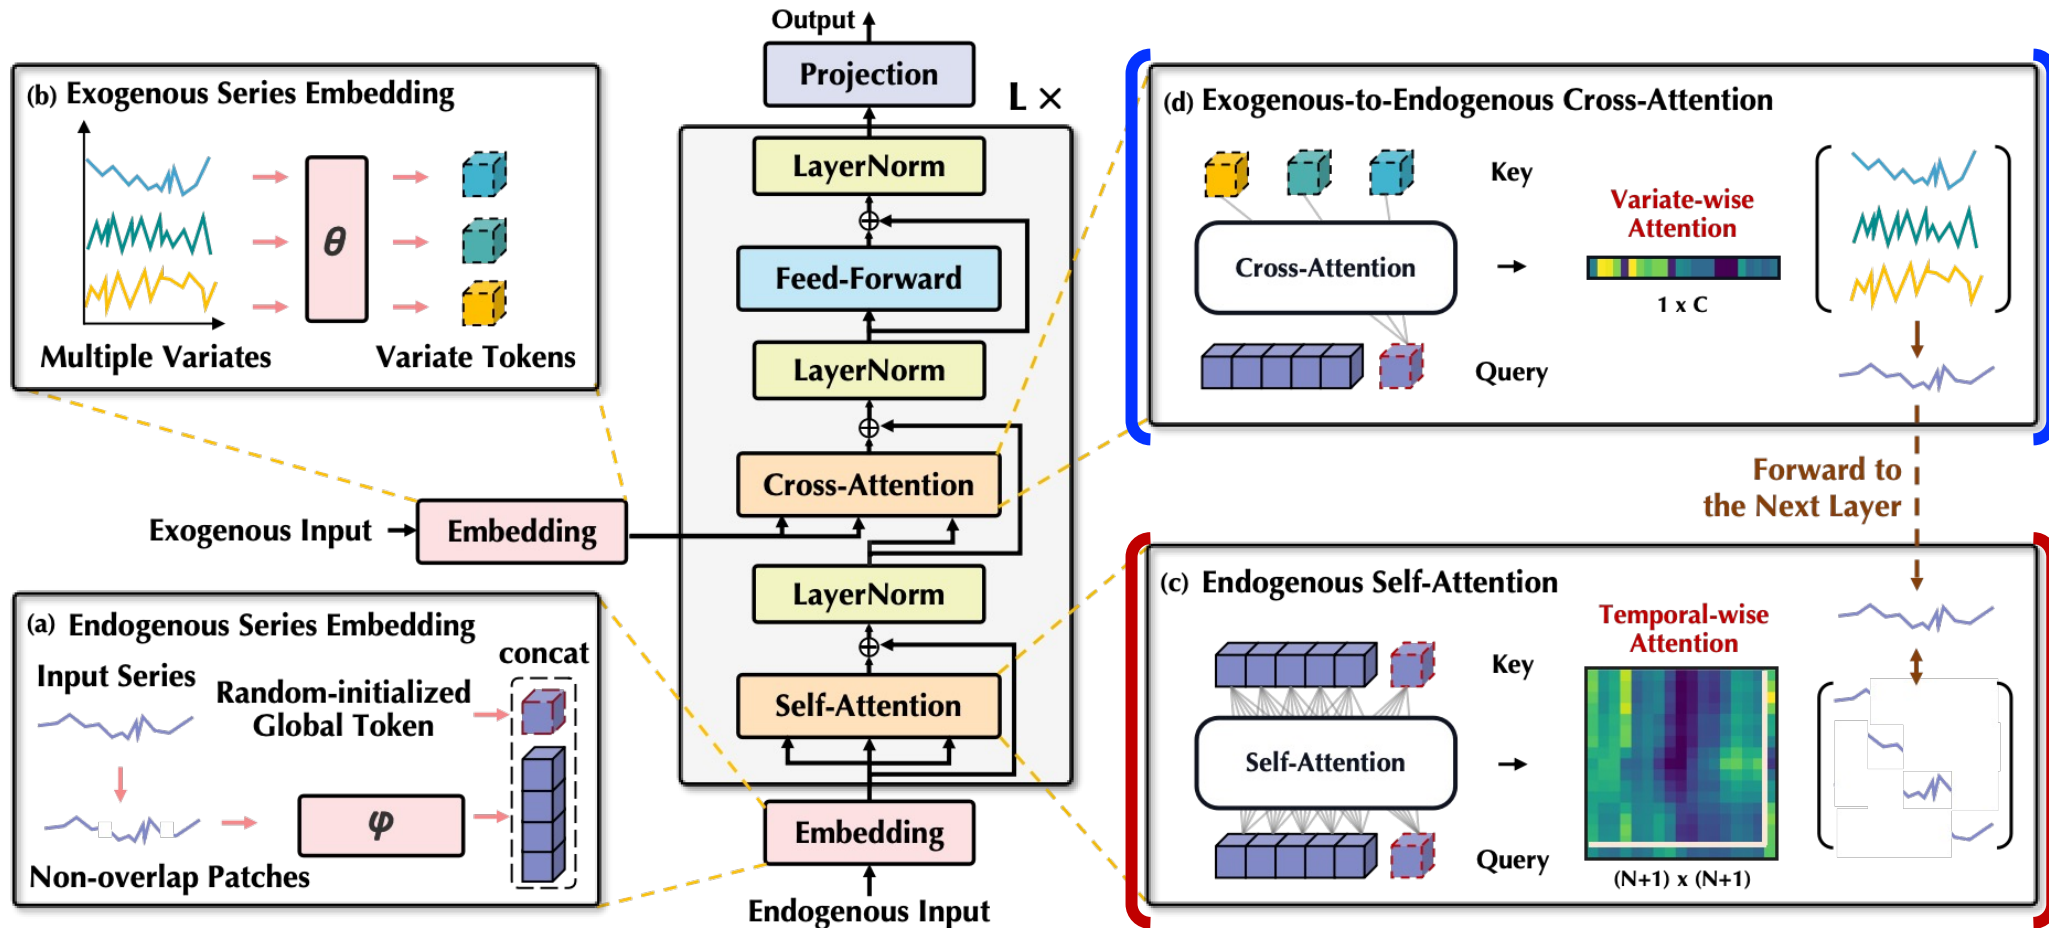 Output
Projection
L ×
LayerNorm
Feed-Forward
LayerNorm
Cross-Attention
LayerNorm
Self-Attention
Embedding
Endogenous Input
(b) Exogenous Series Embedding
θ
Multiple Variates
Variate Tokens
Exogenous Input
Embedding
(a) Endogenous Series Embedding
concat
Input Series
Random-initialized
Global Token
φ
Non-overlap Patches
(d) Exogenous-to-Endogenous Cross-Attention
Key
Variate-wise
Attention
Cross-Attention
1 x C
Query
Forward to
the Next Layer
(c) Endogenous Self-Attention
Temporal-wise
Attention
Key
Self-Attention
Query
(N+1) x (N+1)